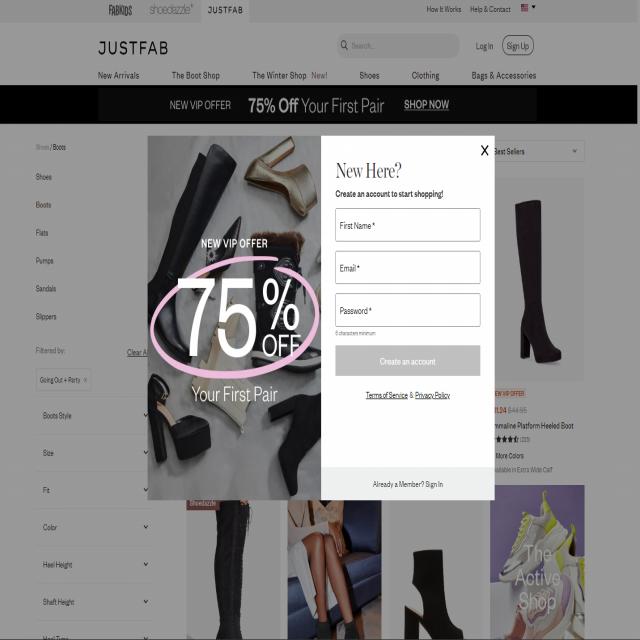 FABKIDS
shoedazzle
JUSTFAB
How It Works
Help & Contact
JUSTFAB
Search...
Log In
Sign Up
New Arrivals
The Boot Shop
The Winter Shop New!
Shoes
Clothing
Bags & Accessories
NEW VIP OFFER 75% Off Your First Pair SHOP NOW
Shoes / Boots
Best Sellers
Shoes
Boots
Flats
Pumps
Sandals
Slippers
Filtered by:
Clear A
Going Out + Party x
Boots Style
Size
Fit
Color
Heel Height
Shaft Height
NEW VIP OFFER
75%
OFF
Your First Pair
X
New Here?
Create an account to start shopping!
First Name *
Email *
Password *
6 characters minimum
Create an account
Terms of Service & Privacy Policy
Already a Member? Sign In
EW VIP OFFER
1.24 $44.95
mmaline Platform Heeled Boot
More Colors
vailable in Extra Wide Calf
Shoedazzle
The
Active
Shop